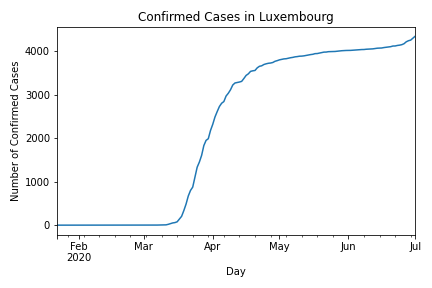 Confirmed Cases in Luxembourg
Number of Confirmed Cases
4000
3000
2000
1000
0
Feb
2020
Mar
Apr
May
Jun
Jul
Day